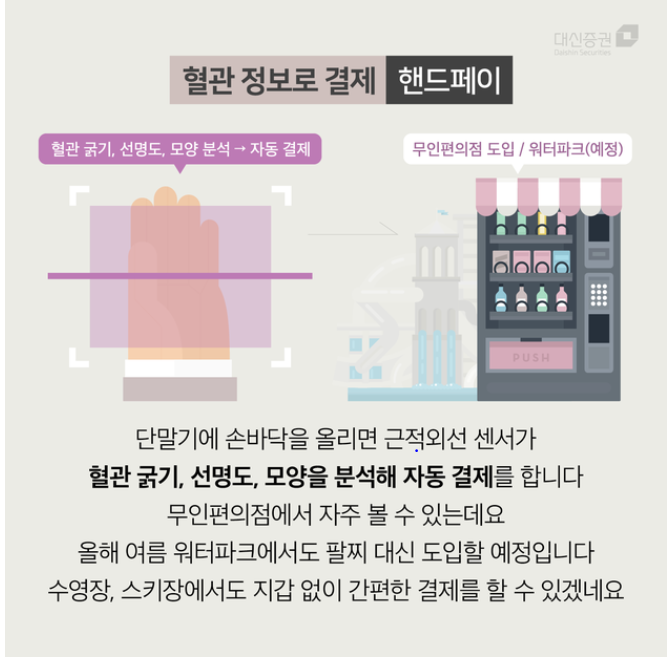 대신증권
Daishin Securities
혈관 정보로 결제 핸드페이
혈관 굵기, 선명도, 모양 분석 → 자동 결제
무인편의점 도입 / 워터파크(예정)
PUSH
단말기에 손바닥을 올리면 근적외선 센서가
혈관 굵기, 선명도, 모양을 분석해 자동 결제를 합니다
무인편의점에서 자주 볼 수 있는데요
올해 여름 워터파크에서도 팔찌 대신 도입할 예정입니다
수영장, 스키장에서도 지갑 없이 간편한 결제를 할 수 있겠네요